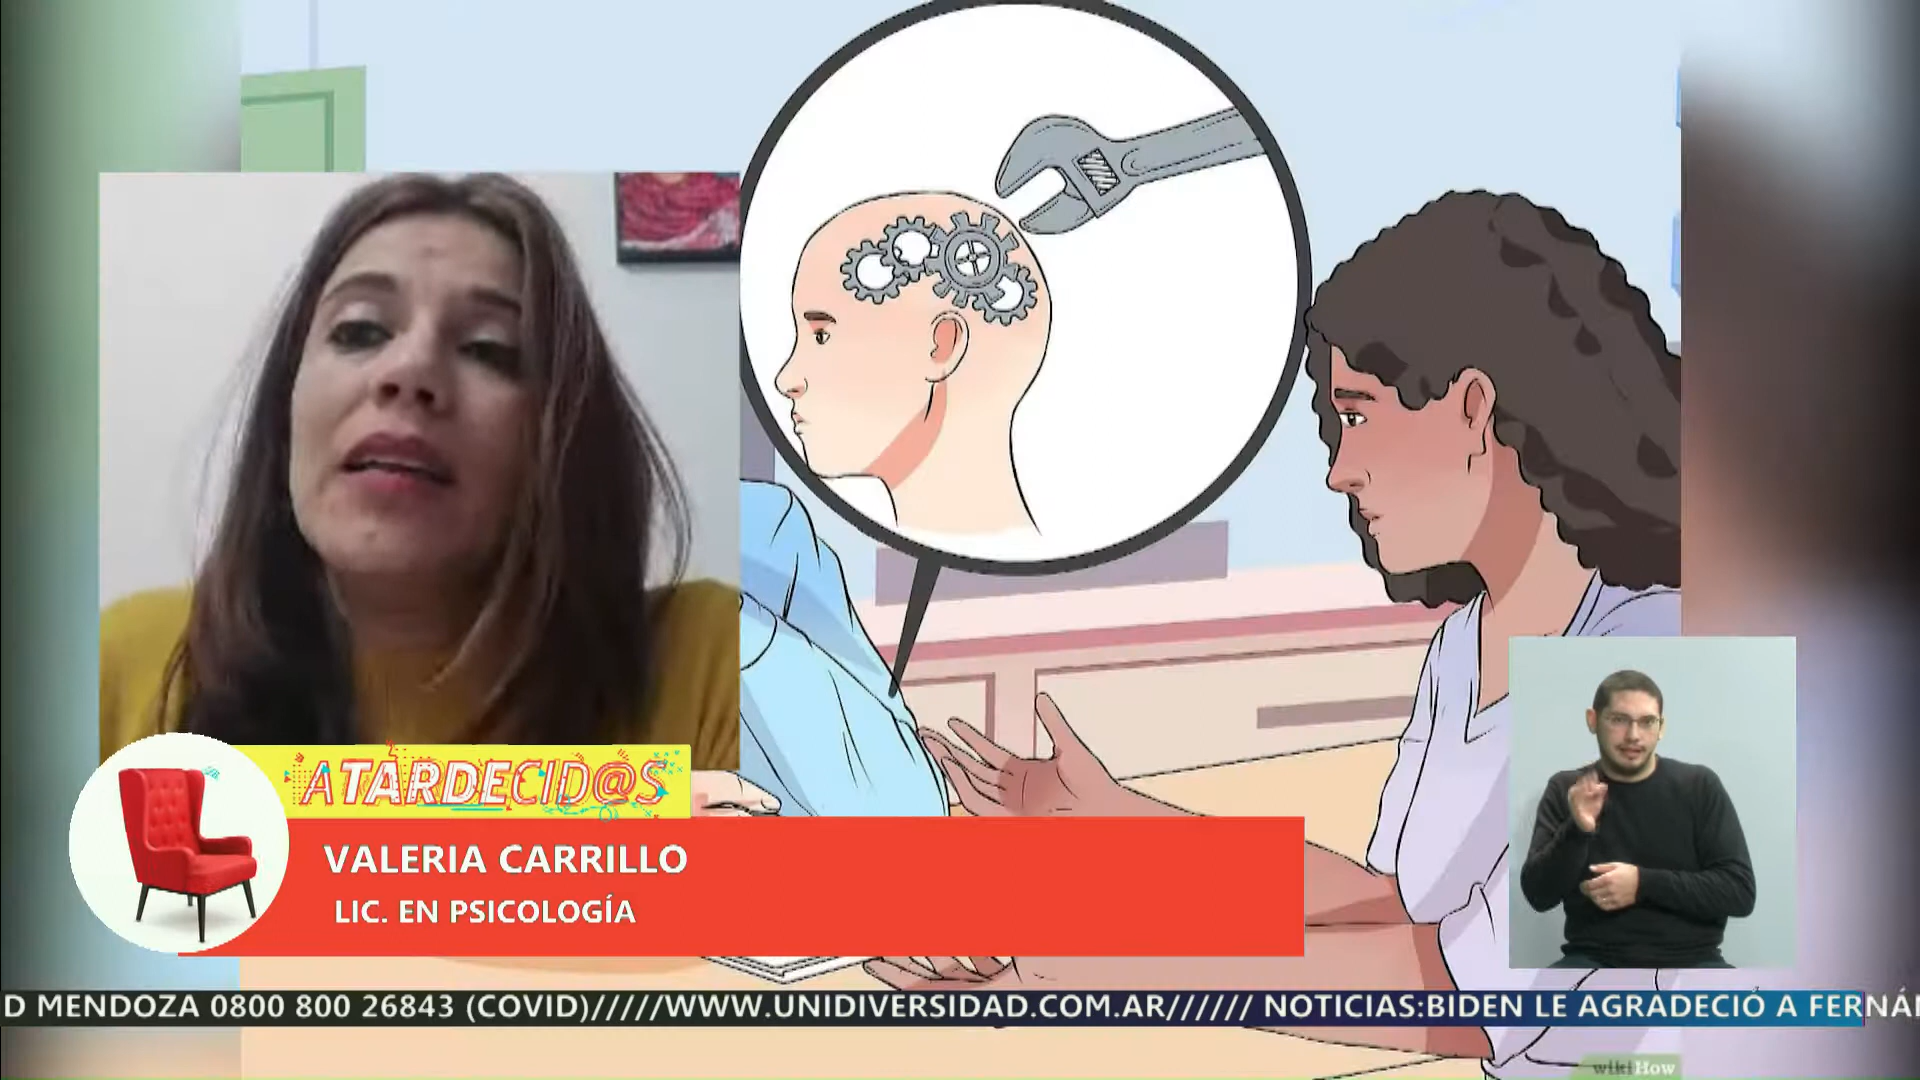 ATARDECID@S
VALERIA CARRILLO
LIC. EN PSICOLOGÍA
D MENDOZA 0800 800 26843 (COVID)/////WWW.UNIDIVERSIDAD.COM.AR////// NOTICIAS:BIDEN LE AGRADECIÓ A FERNÁN
wikiHow